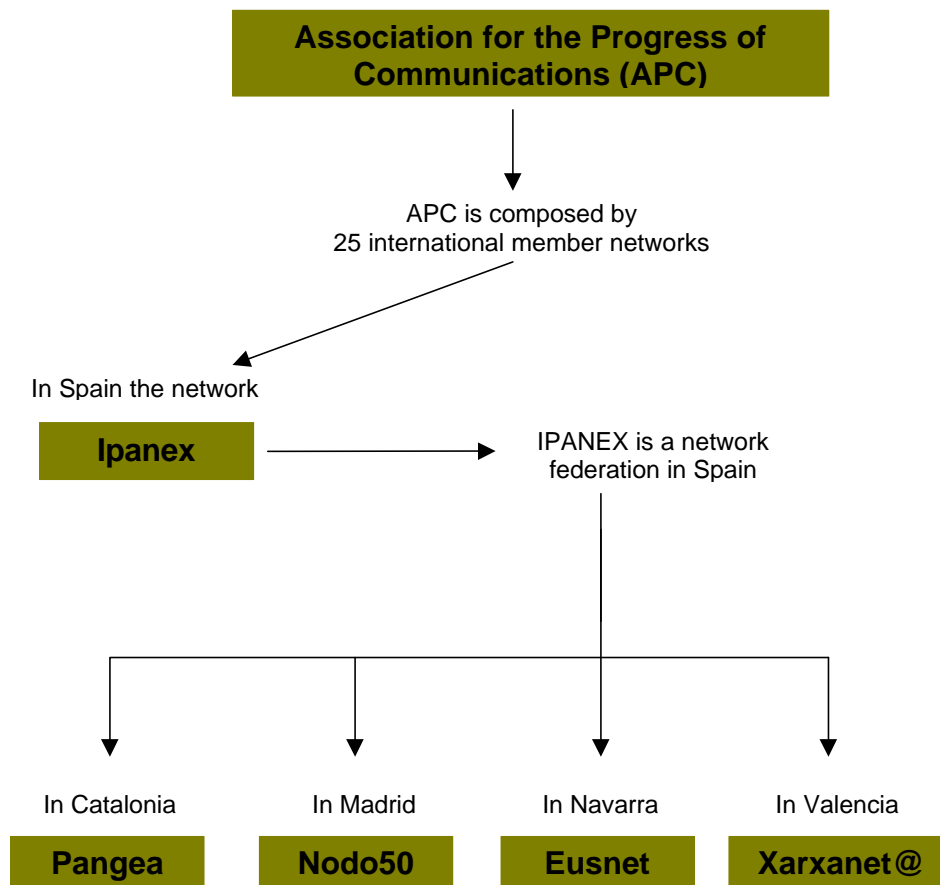 Association for the Progress of
Communications (APC)
APC is composed by
25 international member networks
In Spain the network
Ipanex
IPANEX is a network
federation in Spain
In Catalonia
In Madrid
In Navarra
In Valencia
Pangea
Nodo50
Eusnet
Xarxanet@